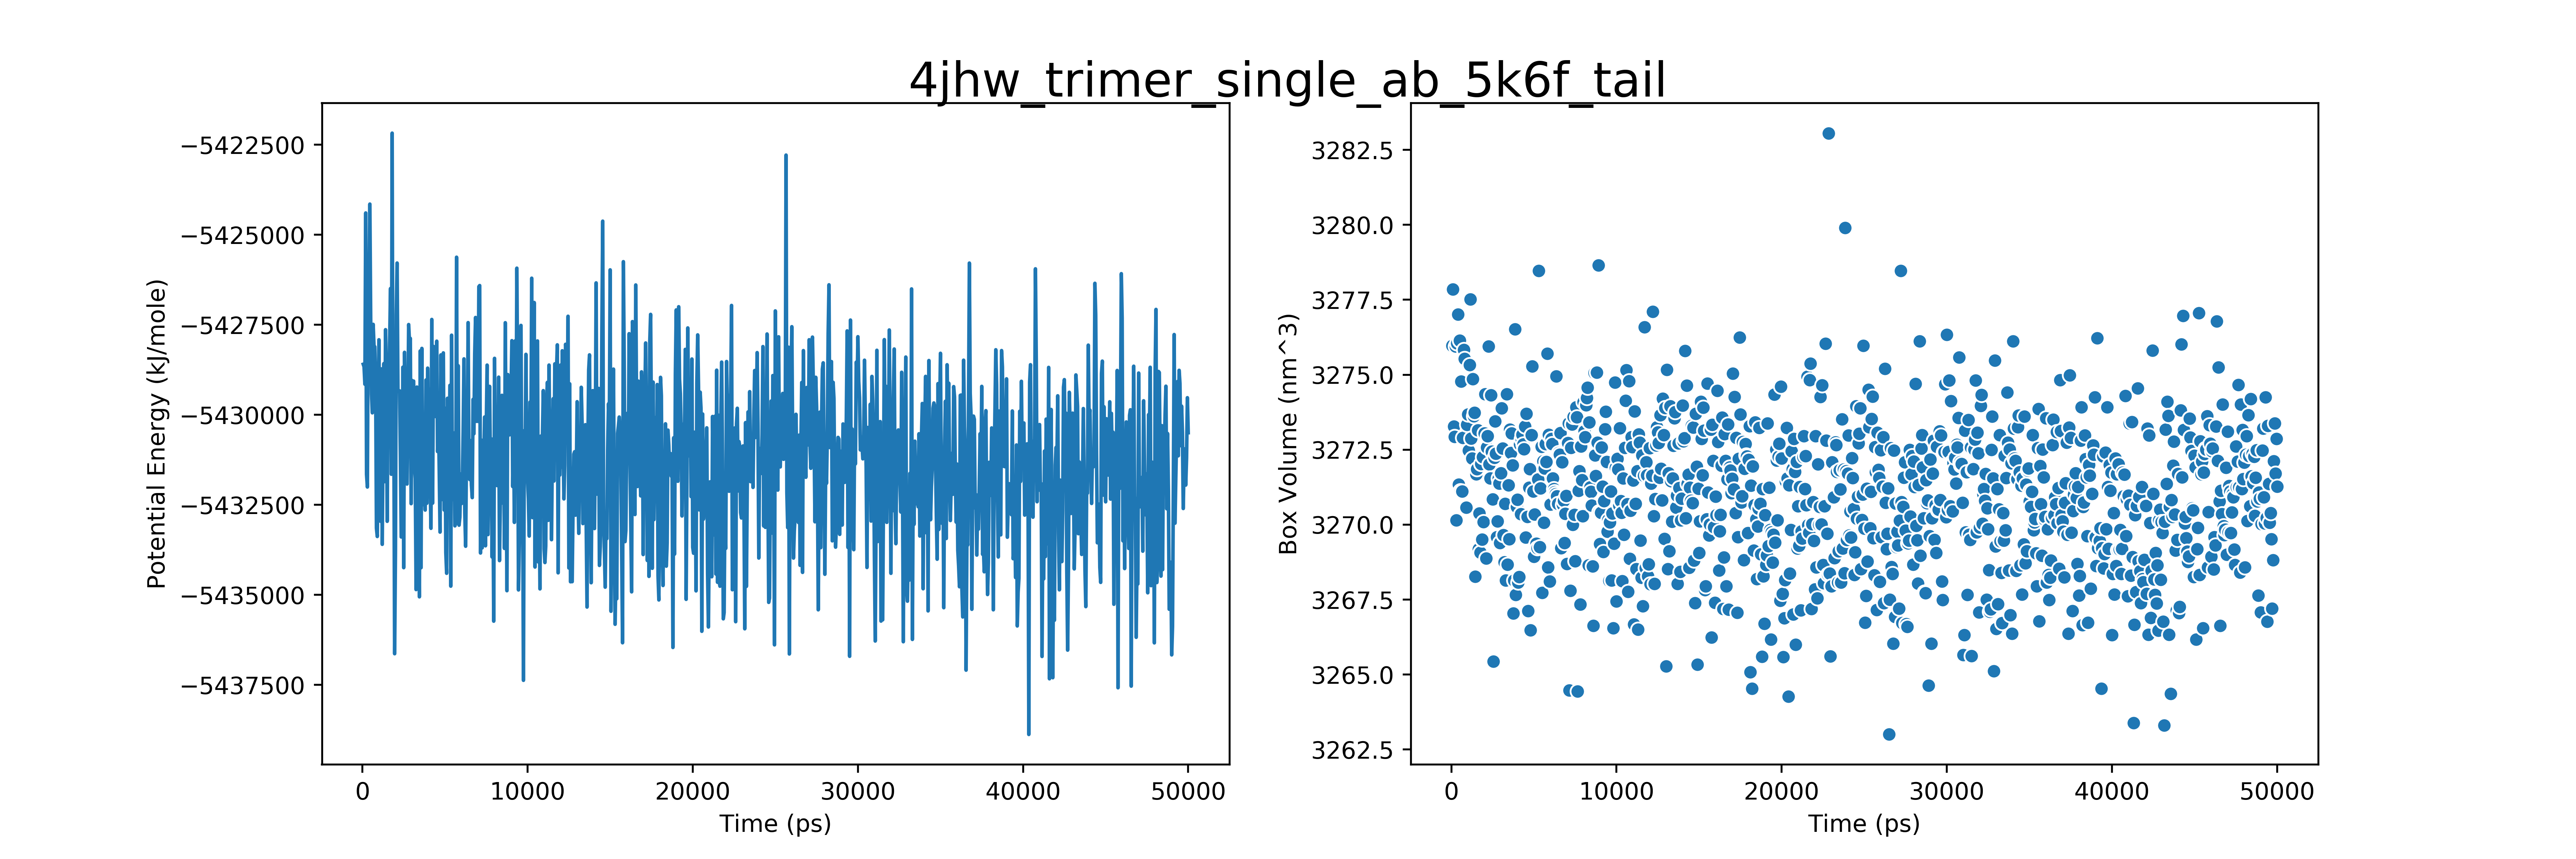 4jhw_trimer_single_ab_5k6f_tail
Potential Energy (kJ/mole)
−5422500
−5425000
−5427500
−5430000
−5432500
−5435000
−5437500
0 10000 20000 30000 40000 50000
Time (ps)
Box Volume (nm^3)
3282.5
3280.0
3277.5
3275.0
3272.5
3270.0
3267.5
3265.0
3262.5
0 10000 20000 30000 40000 50000
Time (ps)